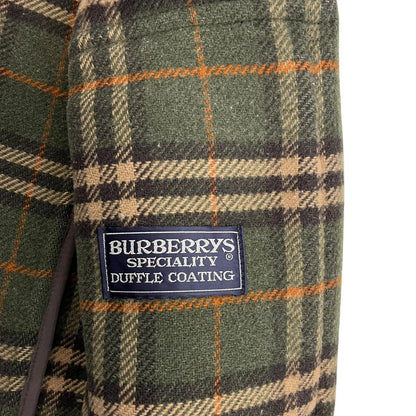 BURBERRYS
SPECIALITY ®
DUFFLE COATING